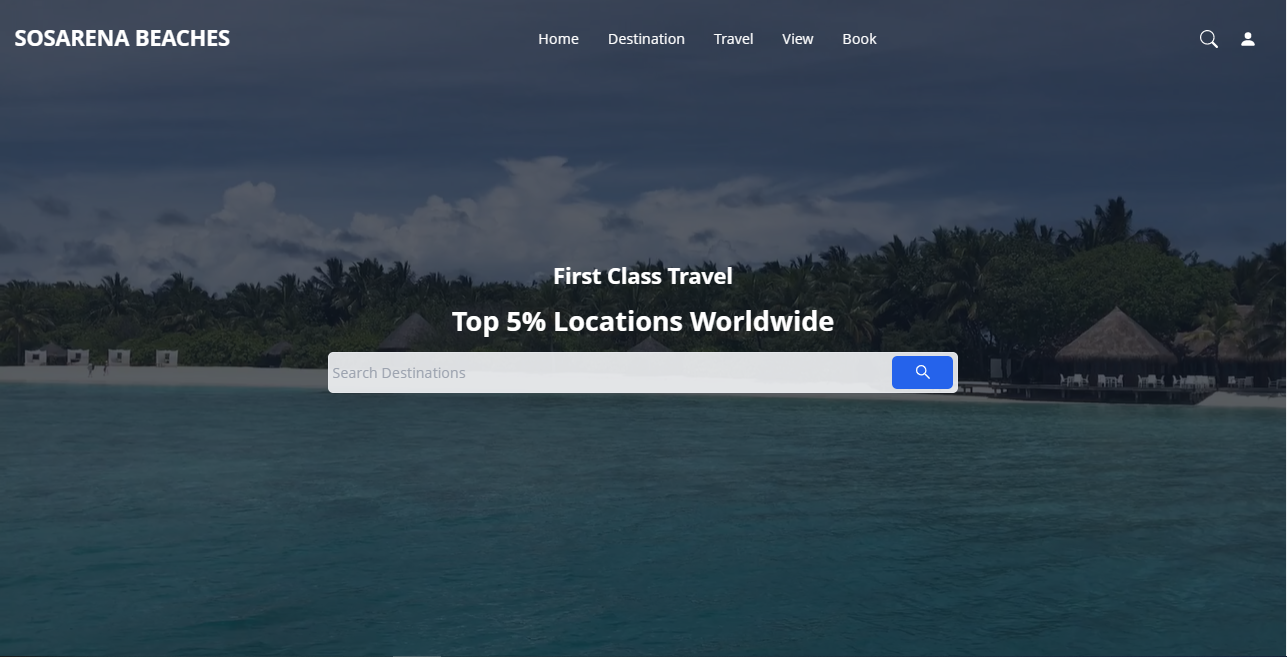 SOSARENA BEACHES
Home Destination Travel View Book
First Class Travel
Top 5% Locations Worldwide
Search Destinations